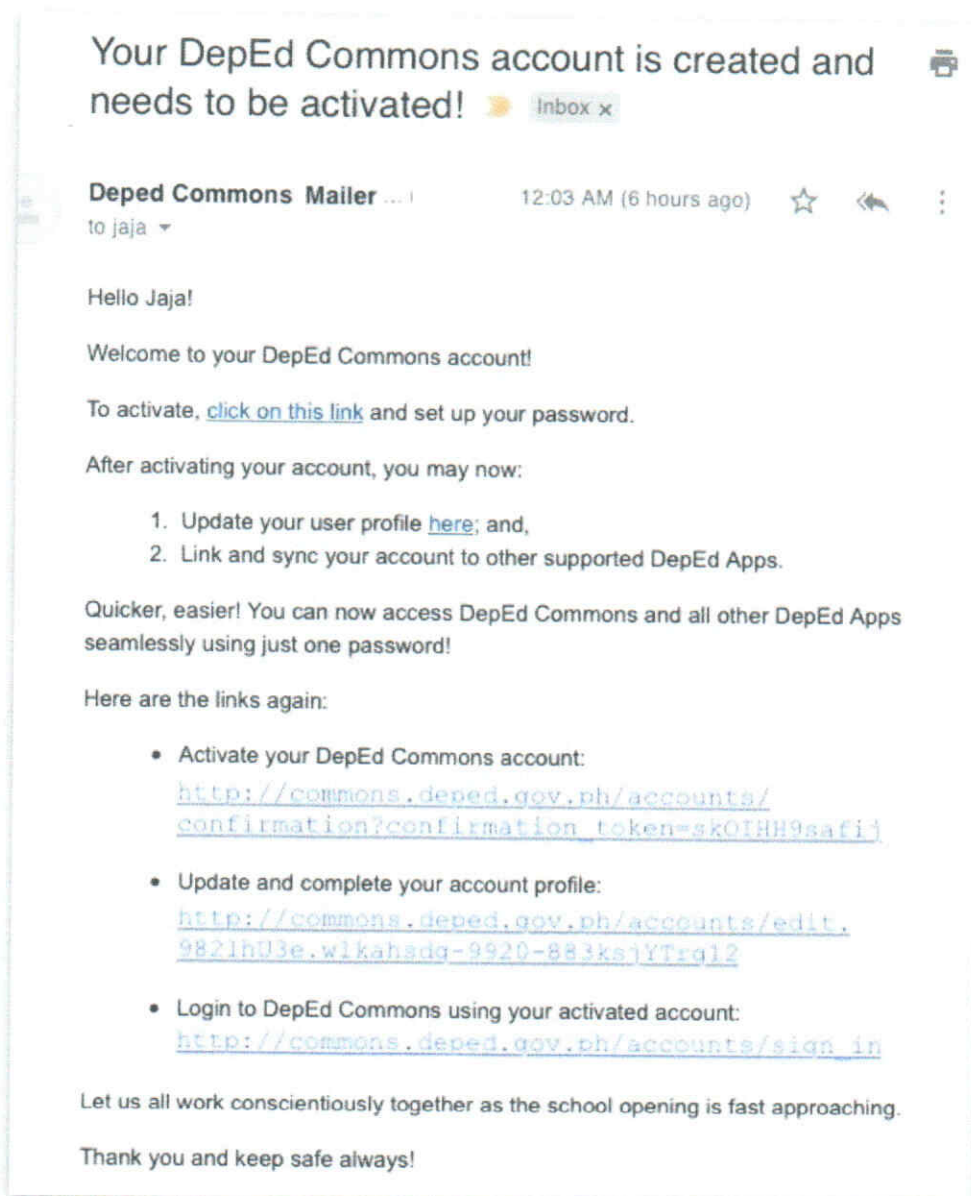 Your DepEd Commons account is created and
needs to be activated! Inbox x
Deped Commons Mailer ... 12:03 AM (6 hours ago)
to jaja
Hello Jaja!
Welcome to your DepEd Commons account!
To activate, click on this link and set up your password.
After activating your account, you may now:
1. Update your user profile here; and,
2. Link and sync your account to other supported DepEd Apps.
Quicker, easier! You can now access DepEd Commons and all other DepEd Apps
seamlessly using just one password!
Here are the links again:
• Activate your DepEd Commons account:
http://commons.deped.gov.ph/accounts/
confirmation?confirmation_token=skOIHH9safij
• Update and complete your account profile:
http://commons.deped.gov.ph/accounts/edit.
982lhU3e.wlkahsdg-9920-883ksjYTrgl2
• Login to DepEd Commons using your activated account:
http://commons.deped.gov.ph/accounts/sign_in
Let us all work conscientiously together as the school opening is fast approaching.
Thank you and keep safe always!